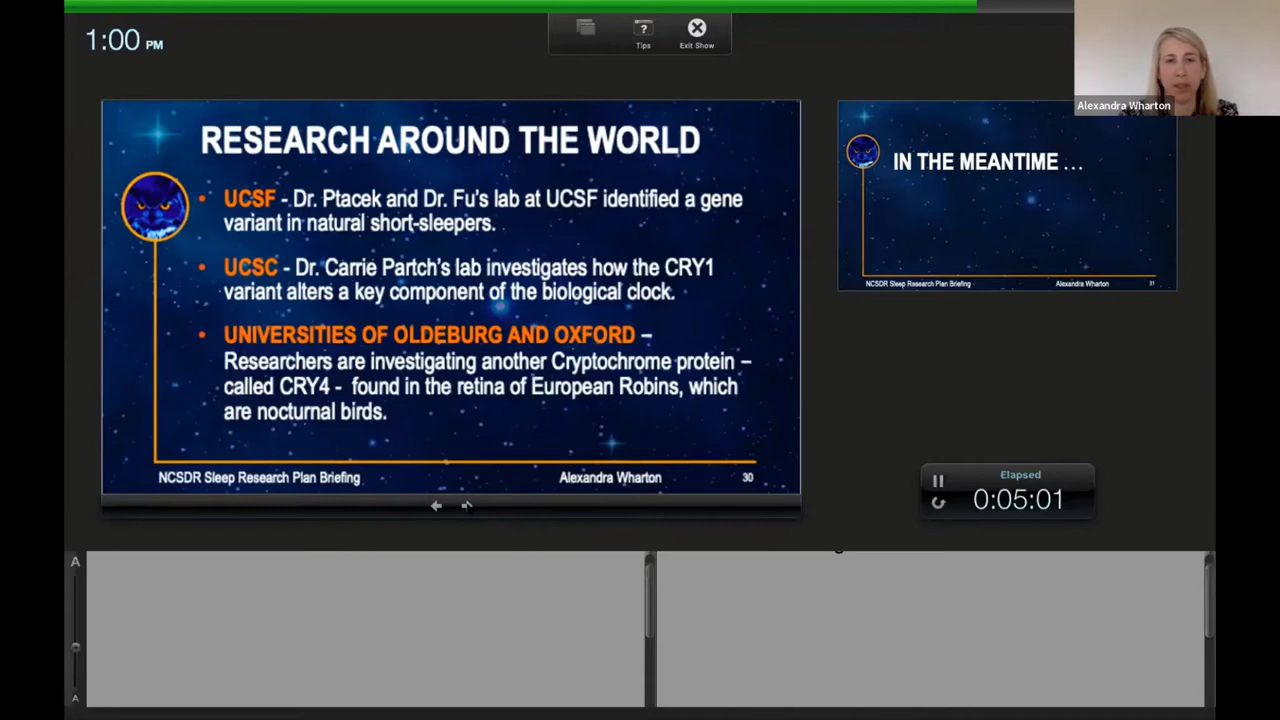 1:00 PM
Tips
Exit Show
Alexandra Wharton
RESEARCH AROUND THE WORLD
• UCSF - Dr. Ptacek and Dr. Fu's lab at UCSF identified a gene
variant in natural short-sleepers.
• UCSC - Dr. Carrie Partch's lab investigates how the CRY1
variant alters a key component of the biological clock.
• UNIVERSITIES OF OLDEBURG AND OXFORD –
Researchers are investigating another Cryptochrome protein –
called CRY4 - found in the retina of European Robins, which
are nocturnal birds.
NCSDR Sleep Research Plan Briefing
Alexandra Wharton
30
IN THE MEANTIME ...
NCSDR Sleep Research Plan Briefing
Alexandra Wharton
31
Elapsed
0:05:01
A
A